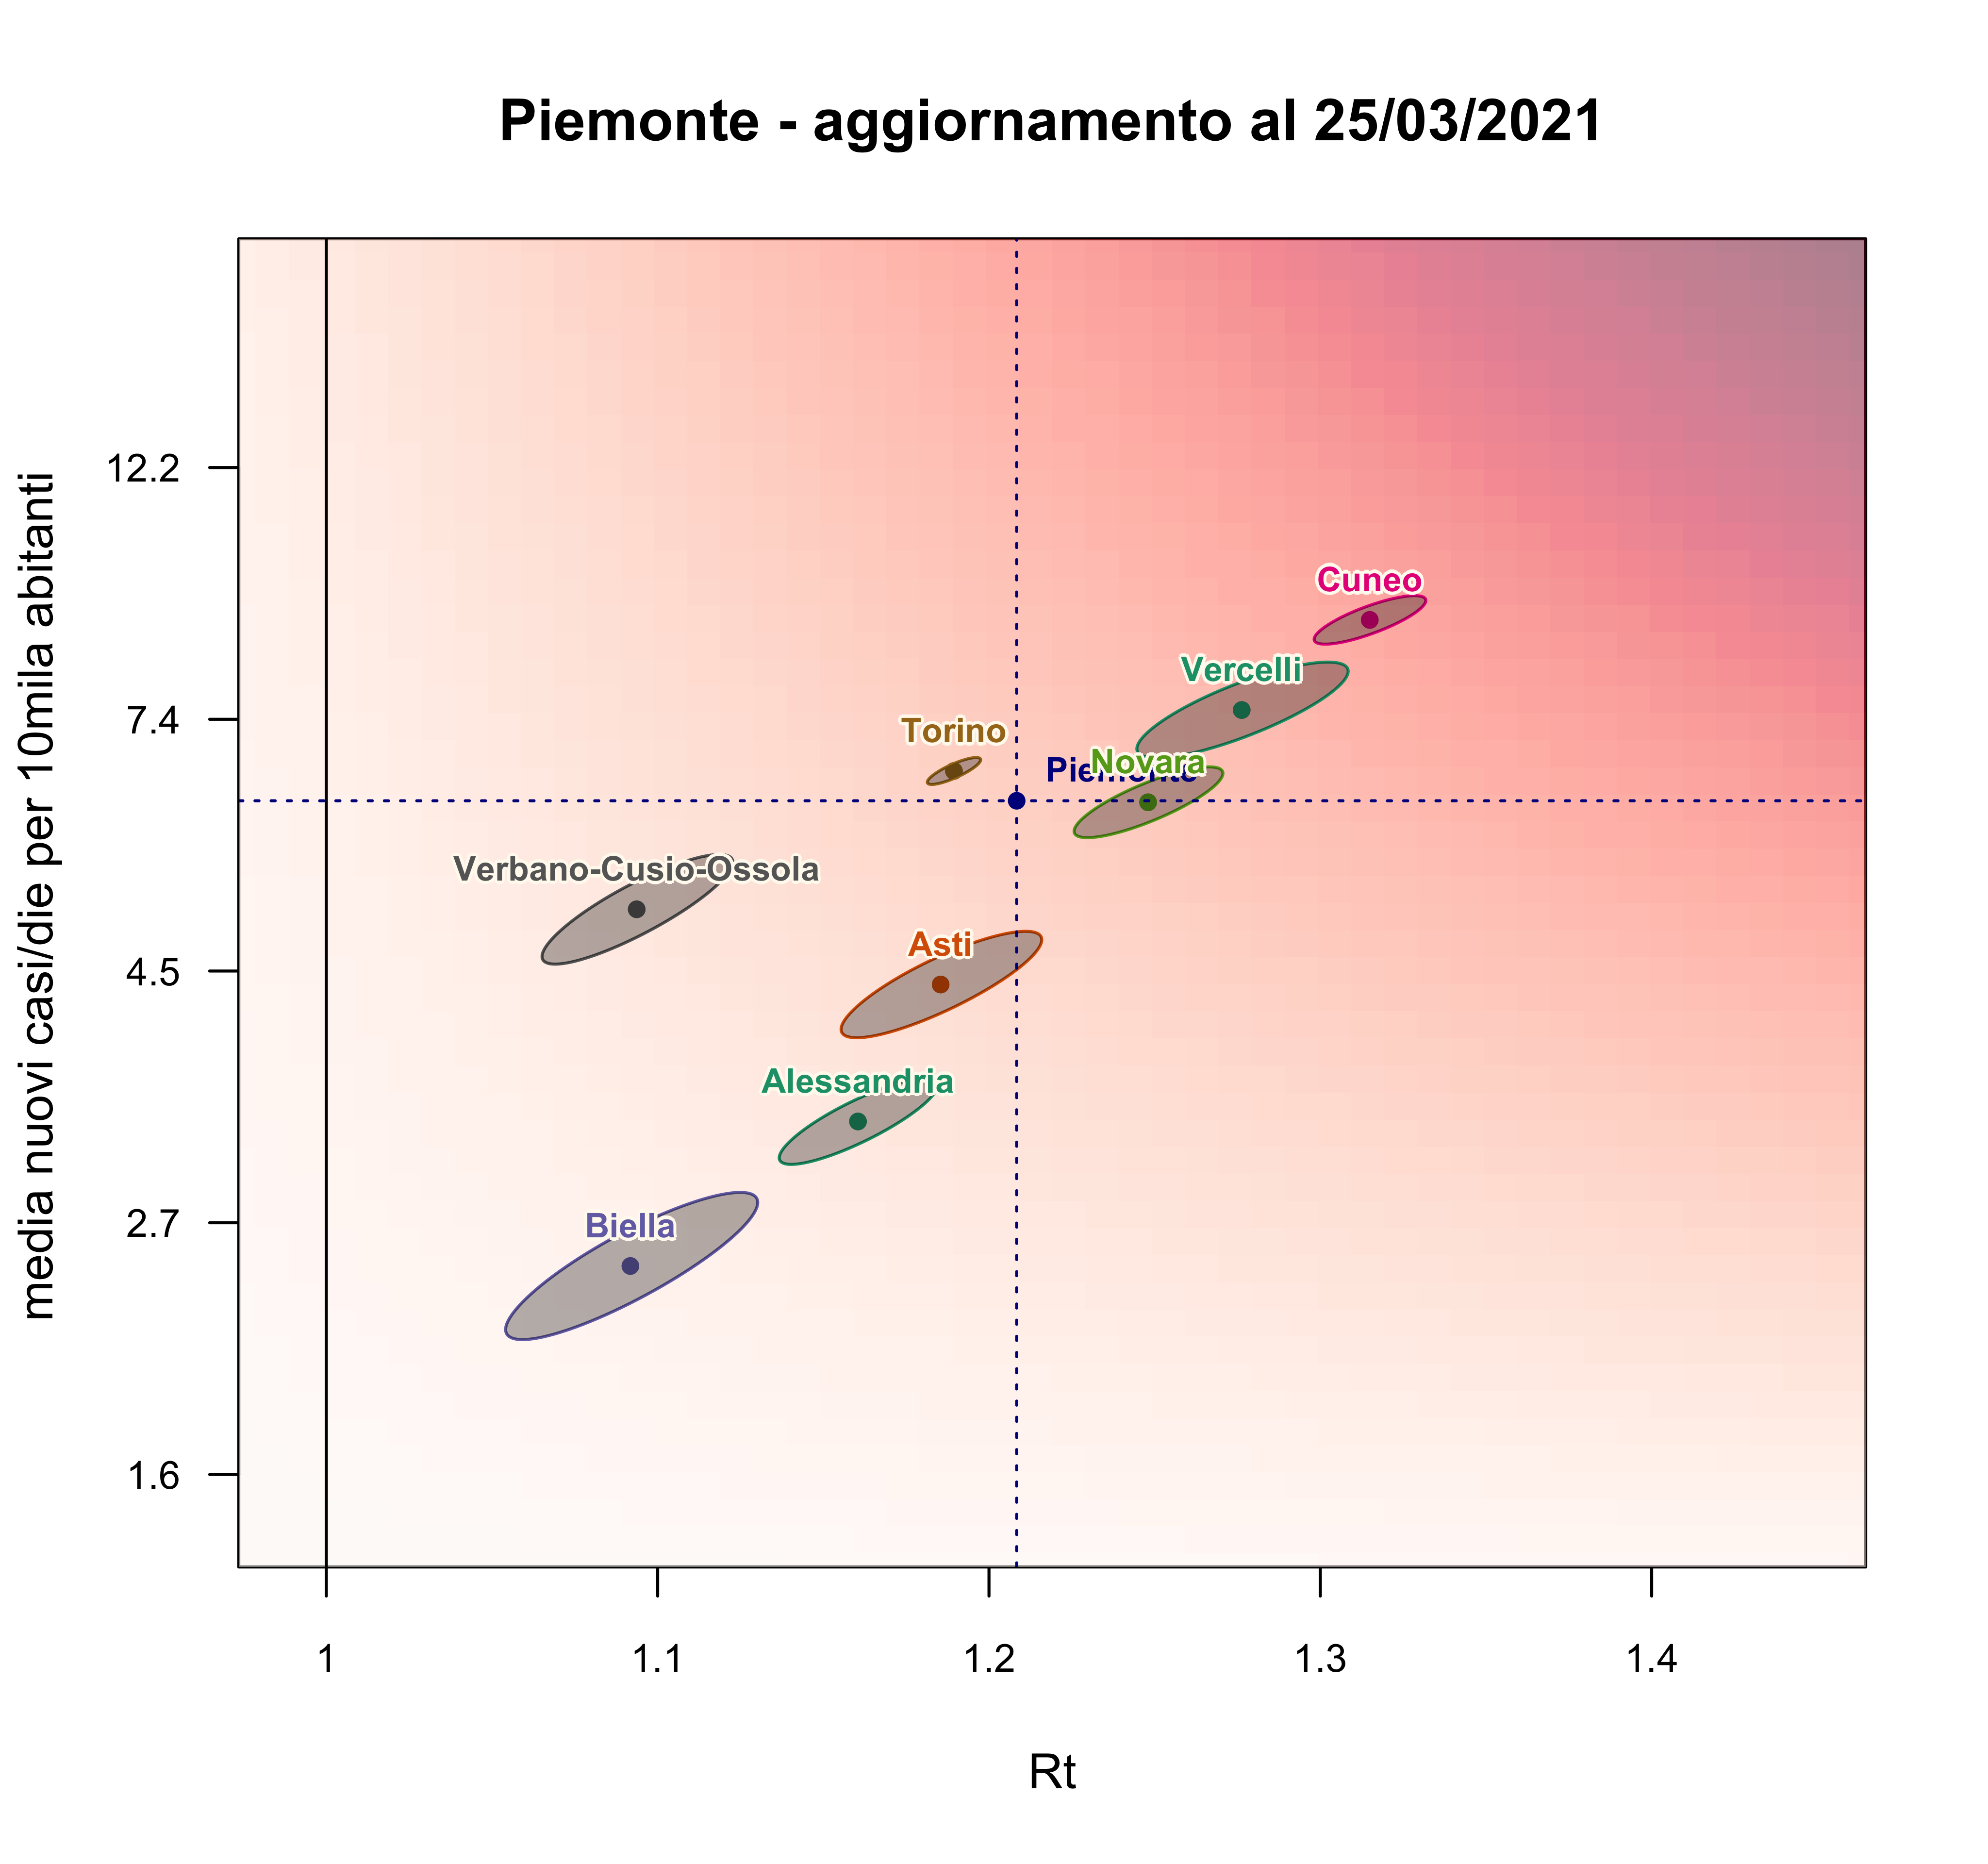 Piemonte - aggiornamento al 25/03/2021
media nuovi casi/die per 10mila abitanti
12.2
7.4
4.5
2.7
1.6
Cuneo
Vercelli
Torino
Piemonte
Novara
Verbano-Cusio-Ossola
Asti
Alessandria
Biella
1 1.1 1.2 1.3 1.4
Rt